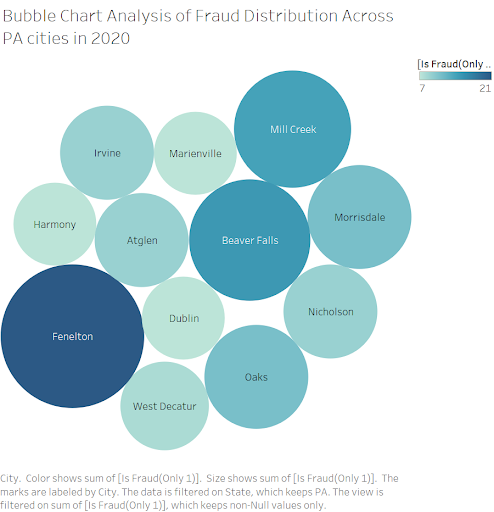 Bubble Chart Analysis of Fraud Distribution Across
PA cities in 2020
[Is Fraud(Only ..
7 21
Mill Creek
Irvine
Marienville
Morrisdale
Harmony
Atglen
Beaver Falls
Nicholson
Dublin
Fenelton
Oaks
West Decatur
City.  Color shows sum of [Is Fraud(Only 1)].  Size shows sum of [Is Fraud(Only 1)].  The
marks are labeled by City. The data is filtered on State, which keeps PA. The view is
filtered on sum of [Is Fraud(Only 1)], which keeps non-Null values only.